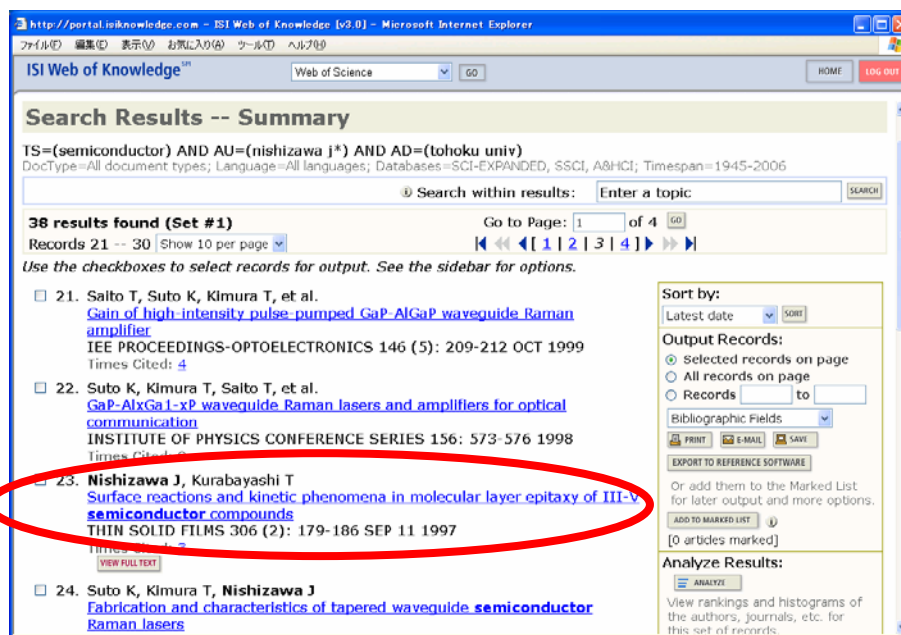 http://portal.isiknowledge.com - ISI Web of Knowledge [v3.0] - Microsoft Internet Explorer
ファイル(F) 編集(E) 表示(V) お気に入り(A) ツール(T) ヘルプ(H)
ISI Web of Knowledge℠ Web of Science GO HOME LOG OUT
Search Results -- Summary
TS=(semiconductor) AND AU=(nishizawa j*) AND AD=(tohoku univ)
DocType=All document types; Language=All languages; Databases=SCI-EXPANDED, SSCI, A&HCI; Timespan=1945-2006
Search within results: Enter a topic SEARCH
38 results found (Set #1) Go to Page: 1 of 4 GO
Records 21 -- 30 Show 10 per page [ 1 | 2 | 3 | 4 ]
Use the checkboxes to select records for output. See the sidebar for options.
21. Saito T, Suto K, Kimura T, et al.
Gain of high-intensity pulse-pumped GaP-AlGaP waveguide Raman
amplifier
IEE PROCEEDINGS-OPTOELECTRONICS 146 (5): 209-212 OCT 1999
Times Cited: 4
22. Suto K, Kimura T, Saito T, et al.
GaP-AlxGa1-xP waveguide Raman lasers and amplifiers for optical
communication
INSTITUTE OF PHYSICS CONFERENCE SERIES 156: 573-576 1998
Times Cited:
23. Nishizawa J, Kurabayashi T
Surface reactions and kinetic phenomena in molecular layer epitaxy of III-V
semiconductor compounds
THIN SOLID FILMS 306 (2): 179-186 SEP 11 1997
Times Cited:
VIEW FULL TEXT
24. Suto K, Kimura T, Nishizawa J
Fabrication and characteristics of tapered waveguide semiconductor
Raman lasers
Sort by:
Latest date SORT
Output Records:
Selected records on page
All records on page
Records to
Bibliographic Fields
PRINT E-MAIL SAVE
EXPORT TO REFERENCE SOFTWARE
Or add them to the Marked List
for later output and more options.
ADD TO MARKED LIST
[0 articles marked]
Analyze Results:
ANALYZE
View rankings and histograms of
the authors, journals, etc. for
this set of records.